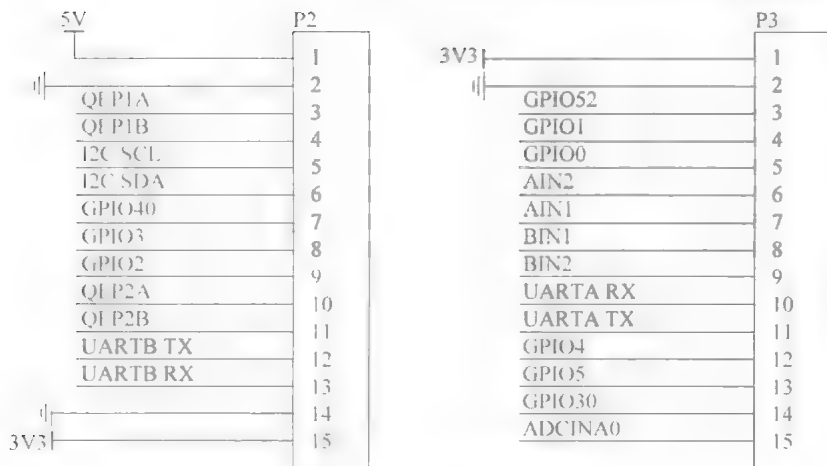 5V P2
1
2
QEP1A 3
QEP1B 4
I2C SCL 5
I2C SDA 6
GPIO40 7
GPIO3 8
GPIO2 9
QEP2A 10
QEP2B 11
UARTB TX 12
UARTB RX 13
14
3V3 15
P3
3V3 1
2
GPIO52 3
GPIO1 4
GPIO0 5
AIN2 6
AIN1 7
BIN1 8
BIN2 9
UARTA RX 10
UARTA TX 11
GPIO4 12
GPIO5 13
GPIO30 14
ADCINA0 15